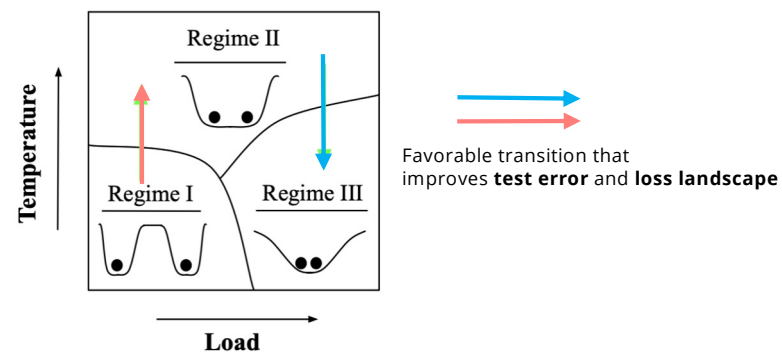 Regime II
Temperature
Favorable transition that
improves test error and loss landscape
Regime I
Regime III
Load